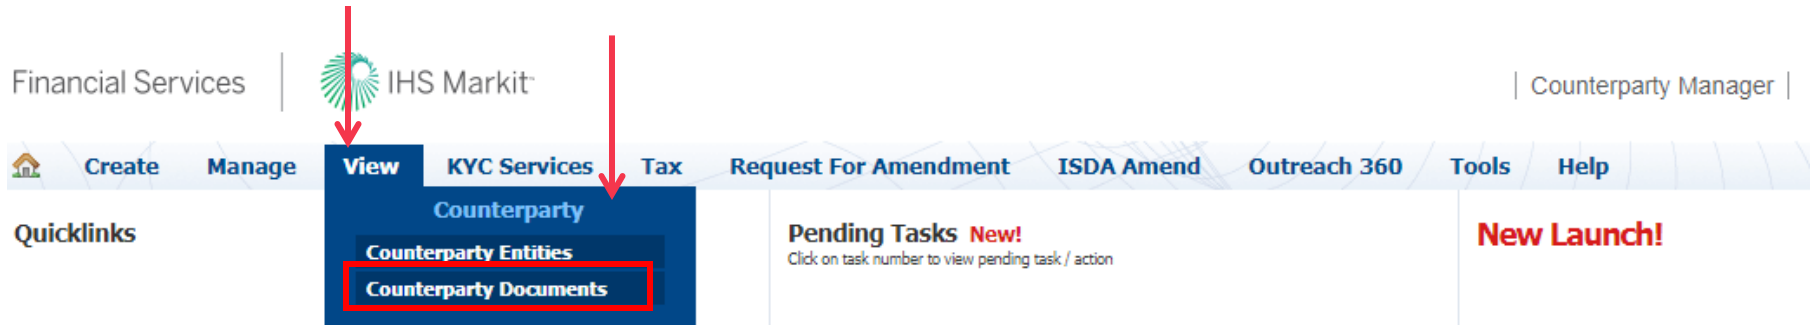 Financial Services
IHS Markit™
Counterparty Manager
Create Manage View KYC Services Tax Request For Amendment ISDA Amend Outreach 360 Tools Help
Quicklinks
Counterparty
Counterparty Entities
Counterparty Documents
Pending Tasks New!
Click on task number to view pending task / action
New Launch!